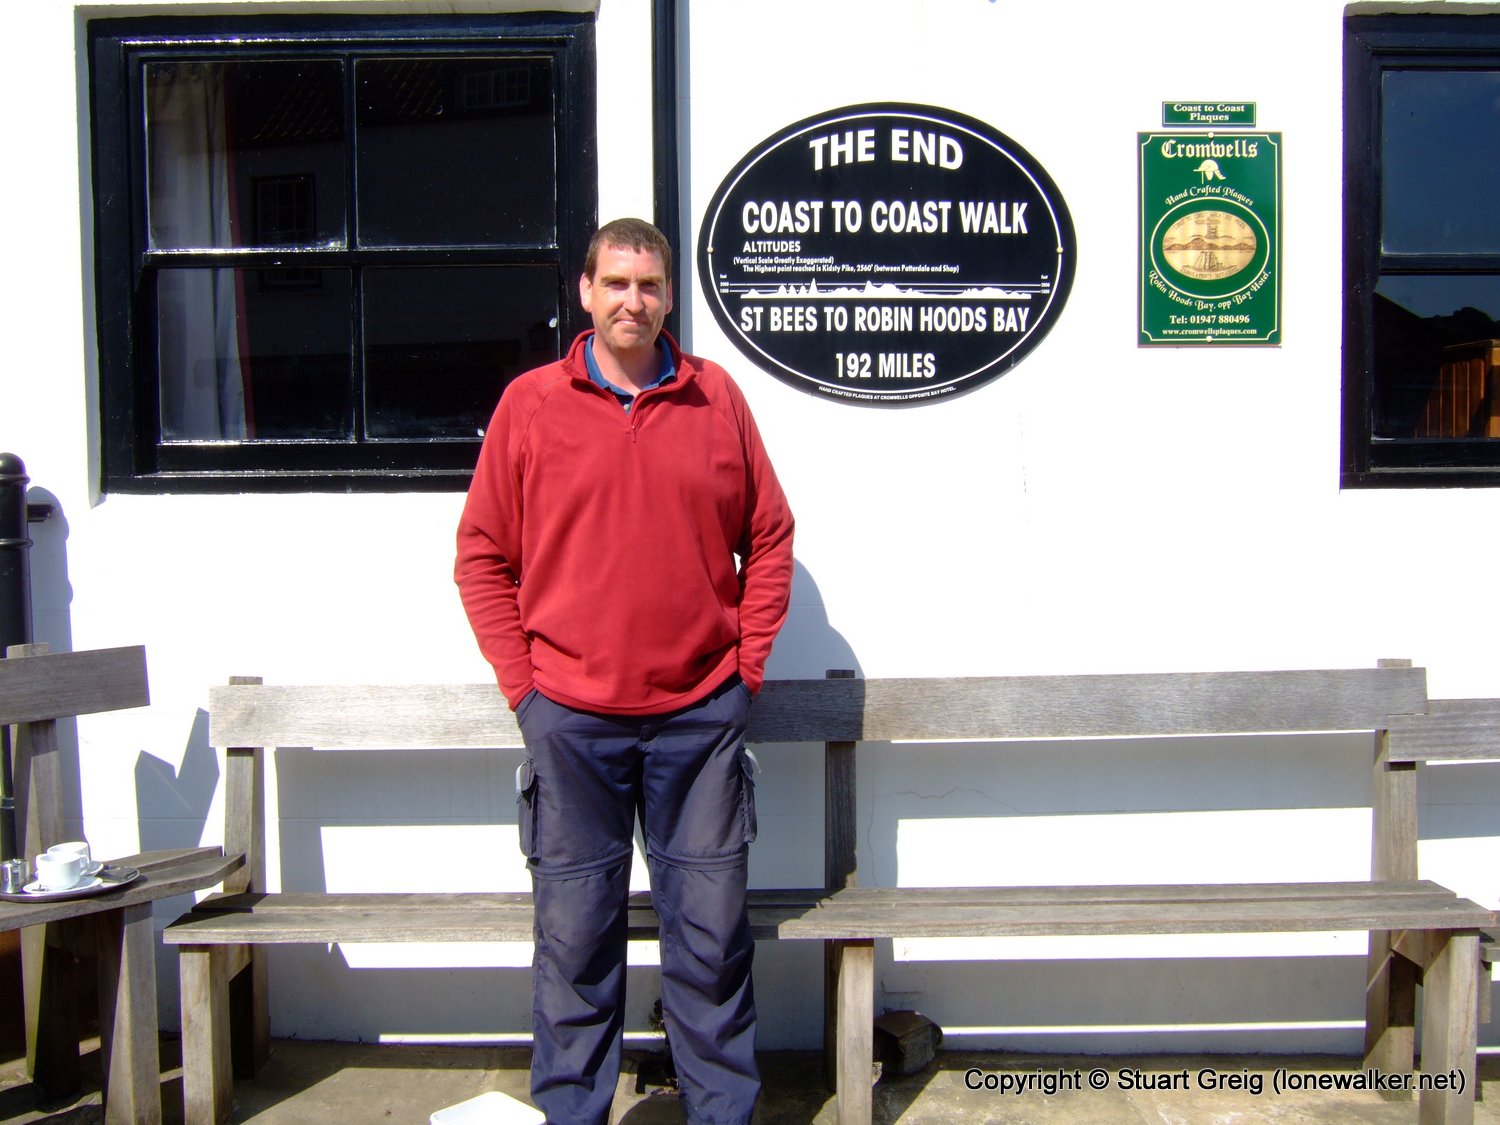 THE END
COAST TO COAST WALK
ALTITUDES
(Vertical Scale Greatly Exaggerated)
The Highest point reached is Kidsty Pike, 2560' (between Patterdale and Shap)
ST BEES TO ROBIN HOODS BAY
192 MILES
HAND CRAFTED PLAQUES AT CROMWELLS OPPOSITE BAY HOTEL.
Coast to Coast
Plaques
Cromwells
Hand Crafted Plaques
Robin Hoods Bay, opp Bay Hotel.
Tel: 01947 880496
www.cromwellsplaques.com
Copyright © Stuart Greig (lonewalker.net)